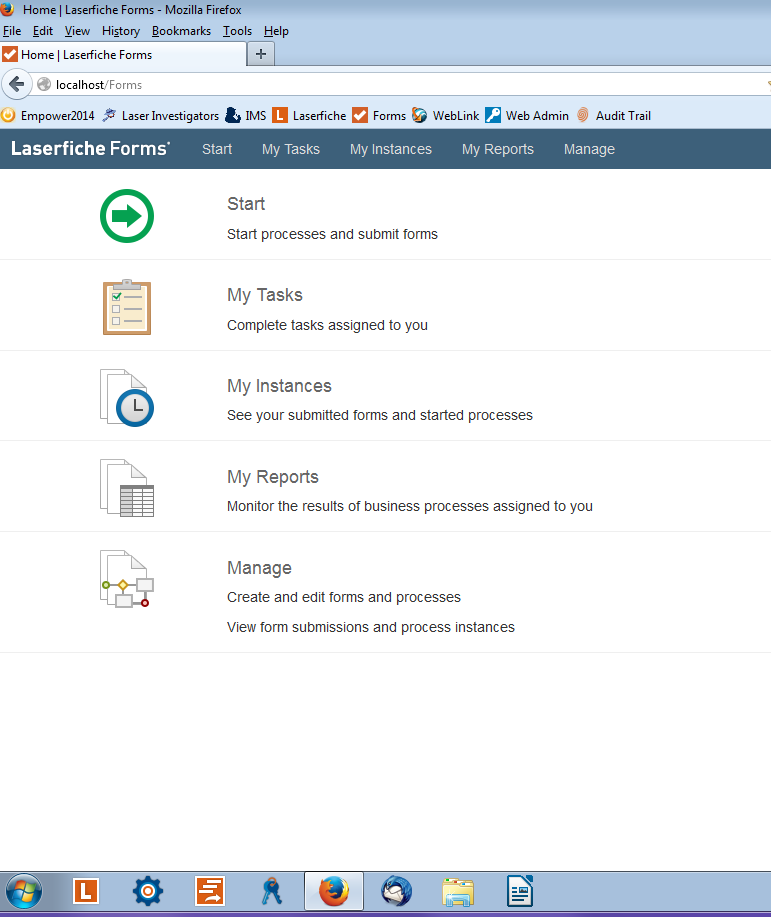 Home | Laserfiche Forms - Mozilla Firefox
File Edit View History Bookmarks Tools Help
Home | Laserfiche Forms +
localhost/Forms
Empower2014 Laser Investigators IMS L Laserfiche Forms WebLink Web Admin Audit Trail
Laserfiche Forms Start My Tasks My Instances My Reports Manage
Start
Start processes and submit forms
My Tasks
Complete tasks assigned to you
My Instances
See your submitted forms and started processes
My Reports
Monitor the results of business processes assigned to you
Manage
Create and edit forms and processes
View form submissions and process instances
L